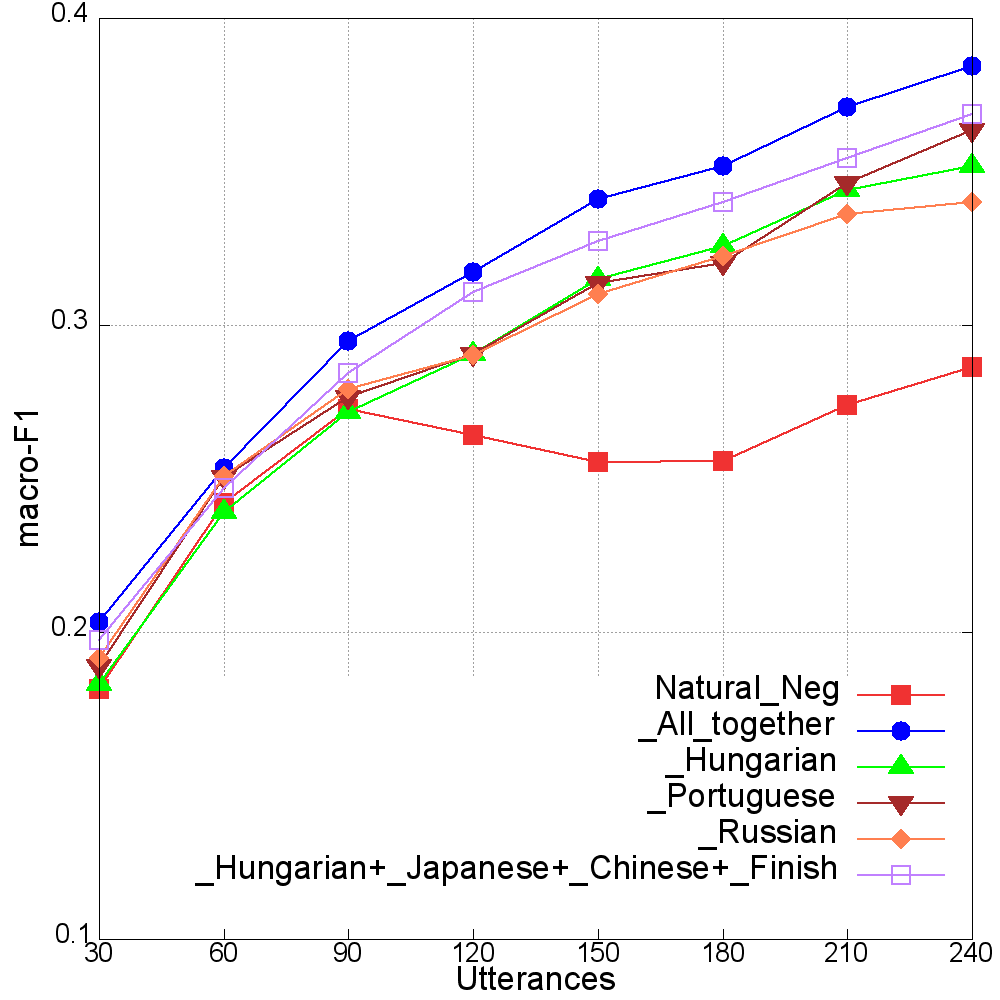 0.4
0.3
0.2
0.1
macro-F1
Natural_Neg
_All_together
_Hungarian
_Portuguese
_Russian
_Hungarian+_Japanese+_Chinese+_Finish
30 60 90 120 150 180 210 240
Utterances